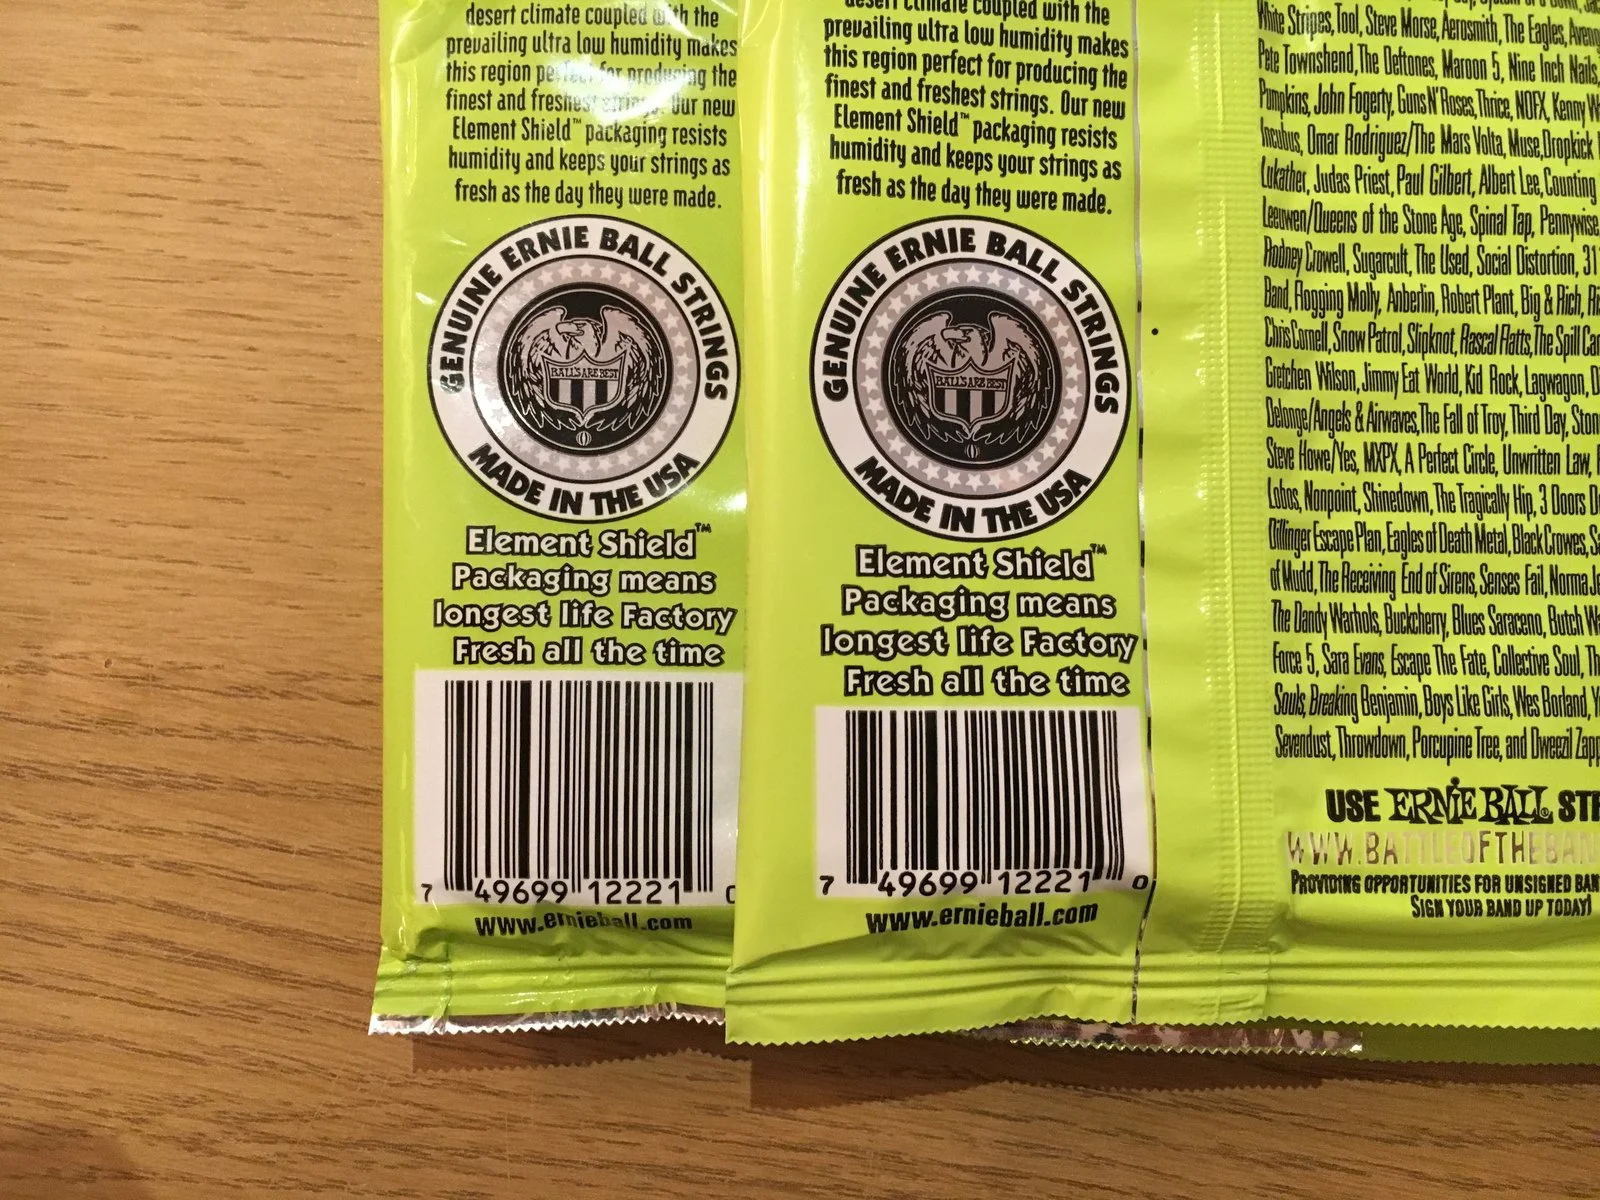 desert climate coupled with the
prevailing ultra low humidity makes
this region perfect for producing the
finest and freshest strings. Our new
Element Shield™ packaging resists
humidity and keeps your strings as
fresh as the day they were made.
GENUINE ERNIE BALL STRINGS
BALL'S ARE BEST
MADE IN THE USA
Element Shield™
Packaging means
longest life Factory
Fresh all the time
7 49699 12221 0
www.ernieball.com
desert climate coupled with the
prevailing ultra low humidity makes
this region perfect for producing the
finest and freshest strings. Our new
Element Shield™ packaging resists
humidity and keeps your strings as
fresh as the day they were made.
GENUINE ERNIE BALL STRINGS
BALL'S ARE BEST
MADE IN THE USA
Element Shield™
Packaging means
longest life Factory
Fresh all the time
7 49699 12221 0
www.ernieball.com
White Stripes, Tool, Steve Morse, Aerosmith, The Eagles,
Pete Townshend, The Deftones, Maroon 5, Nine Inch Nails,
Pumpkins, John Fogerty, Guns N' Roses, Thrice, NOFX, Kenny
Incubus, Omar Rodriguez/The Mars Volta, Muse, Dropkick
Lukather, Judas Priest, Paul Gilbert, Albert Lee, Counting
Leeuwen/Queens of the Stone Age, Spinal Tap, Pennywise,
Rodney Crowell, Sugarcult, The Used, Social Distortion, 31
Band, Flogging Molly, Anberlin, Robert Plant, Big & Rich,
Chris Cornell, Snow Patrol, Slipknot, Rascal Flatts, The Spill
Gretchen Wilson, Jimmy Eat World, Kid Rock, Lagwagon,
Delonge/Angels & Airwaves, The Fall of Troy, Third Day,
Steve Howe/Yes, MXPX, A Perfect Circle, Unwritten Law,
Lobos, Nonpoint, Shinedown, The Tragically Hip, 3 Doors
Dillinger Escape Plan, Eagles of Death Metal, Black Crowes,
of Mudd, The Receiving End of Sirens, Senses Fail, Norma
The Dandy Warhols, Buckcherry, Blues Saraceno, Butch
Force 5, Sara Evans, Escape The Fate, Collective Soul,
Souls, Breaking Benjamin, Boys Like Girls, Wes Borland,
Sevendust, Throwdown, Porcupine Tree, and Dweezil
USE ERNIE BALL® ST
WWW.BATTLEOFTHEBAN
PROVIDING OPPORTUNITIES FOR UNSIGNED
SIGN YOUR BAND UP TODAY!